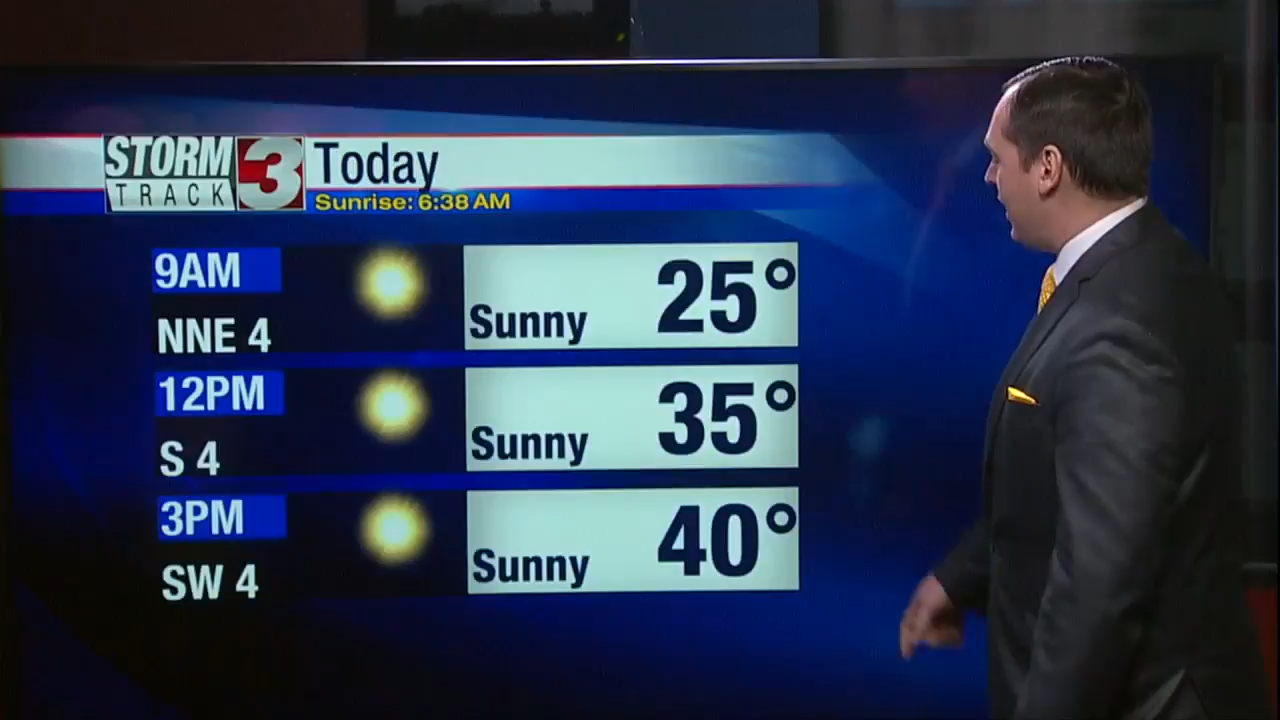 STORM
TRACK
3
Today
Sunrise: 6:38 AM
9AM
NNE 4
Sunny
25°
12PM
S 4
Sunny
35°
3PM
SW 4
Sunny
40°